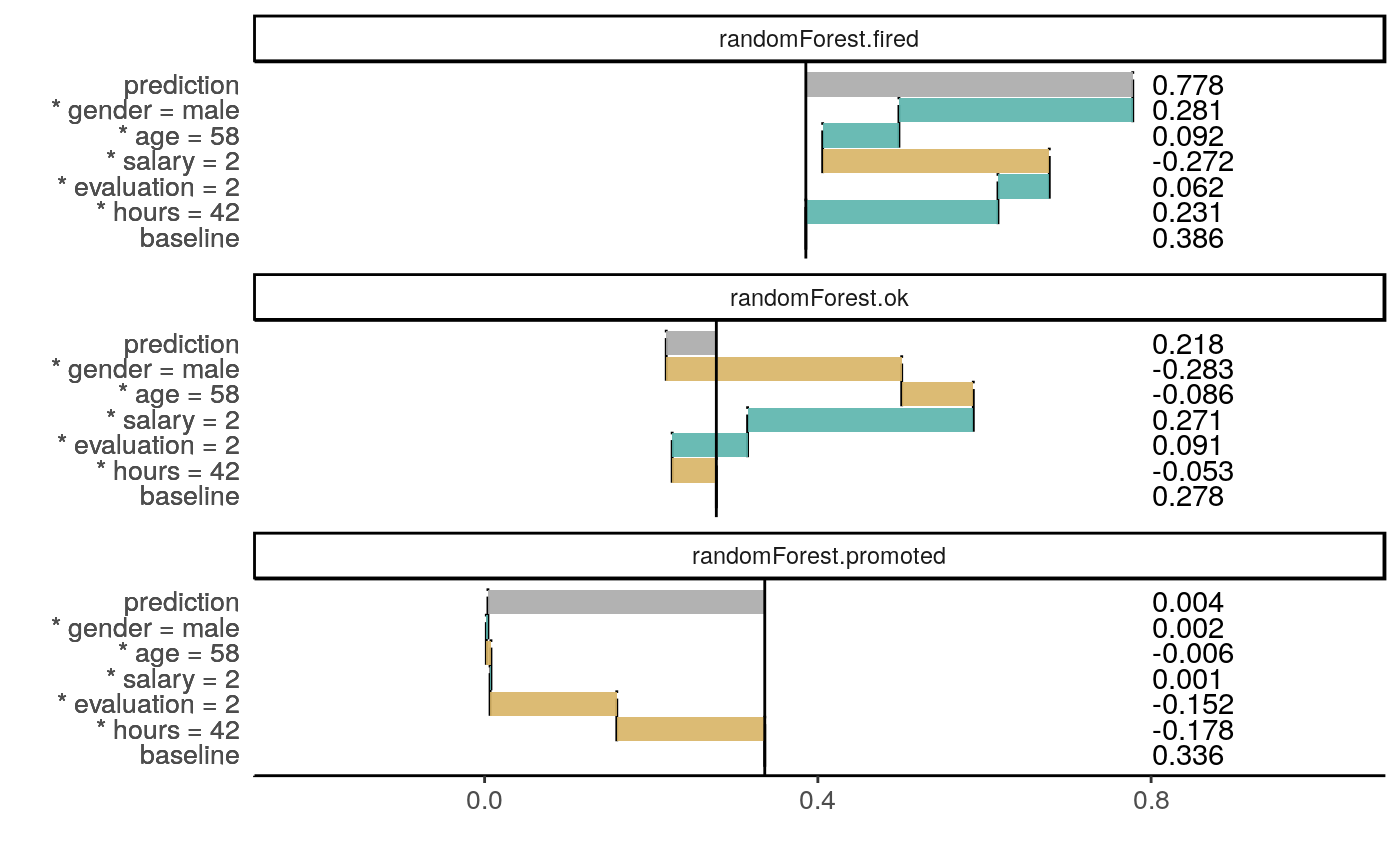 randomForest.fired
prediction 0.778
* gender = male 0.281
* age = 58 0.092
* salary = 2 -0.272
* evaluation = 2 0.062
* hours = 42 0.231
baseline 0.386
randomForest.ok
prediction 0.218
* gender = male -0.283
* age = 58 -0.086
* salary = 2 0.271
* evaluation = 2 0.091
* hours = 42 -0.053
baseline 0.278
randomForest.promoted
prediction 0.004
* gender = male 0.002
* age = 58 -0.006
* salary = 2 0.001
* evaluation = 2 -0.152
* hours = 42 -0.178
baseline 0.336
0.0 0.4 0.8